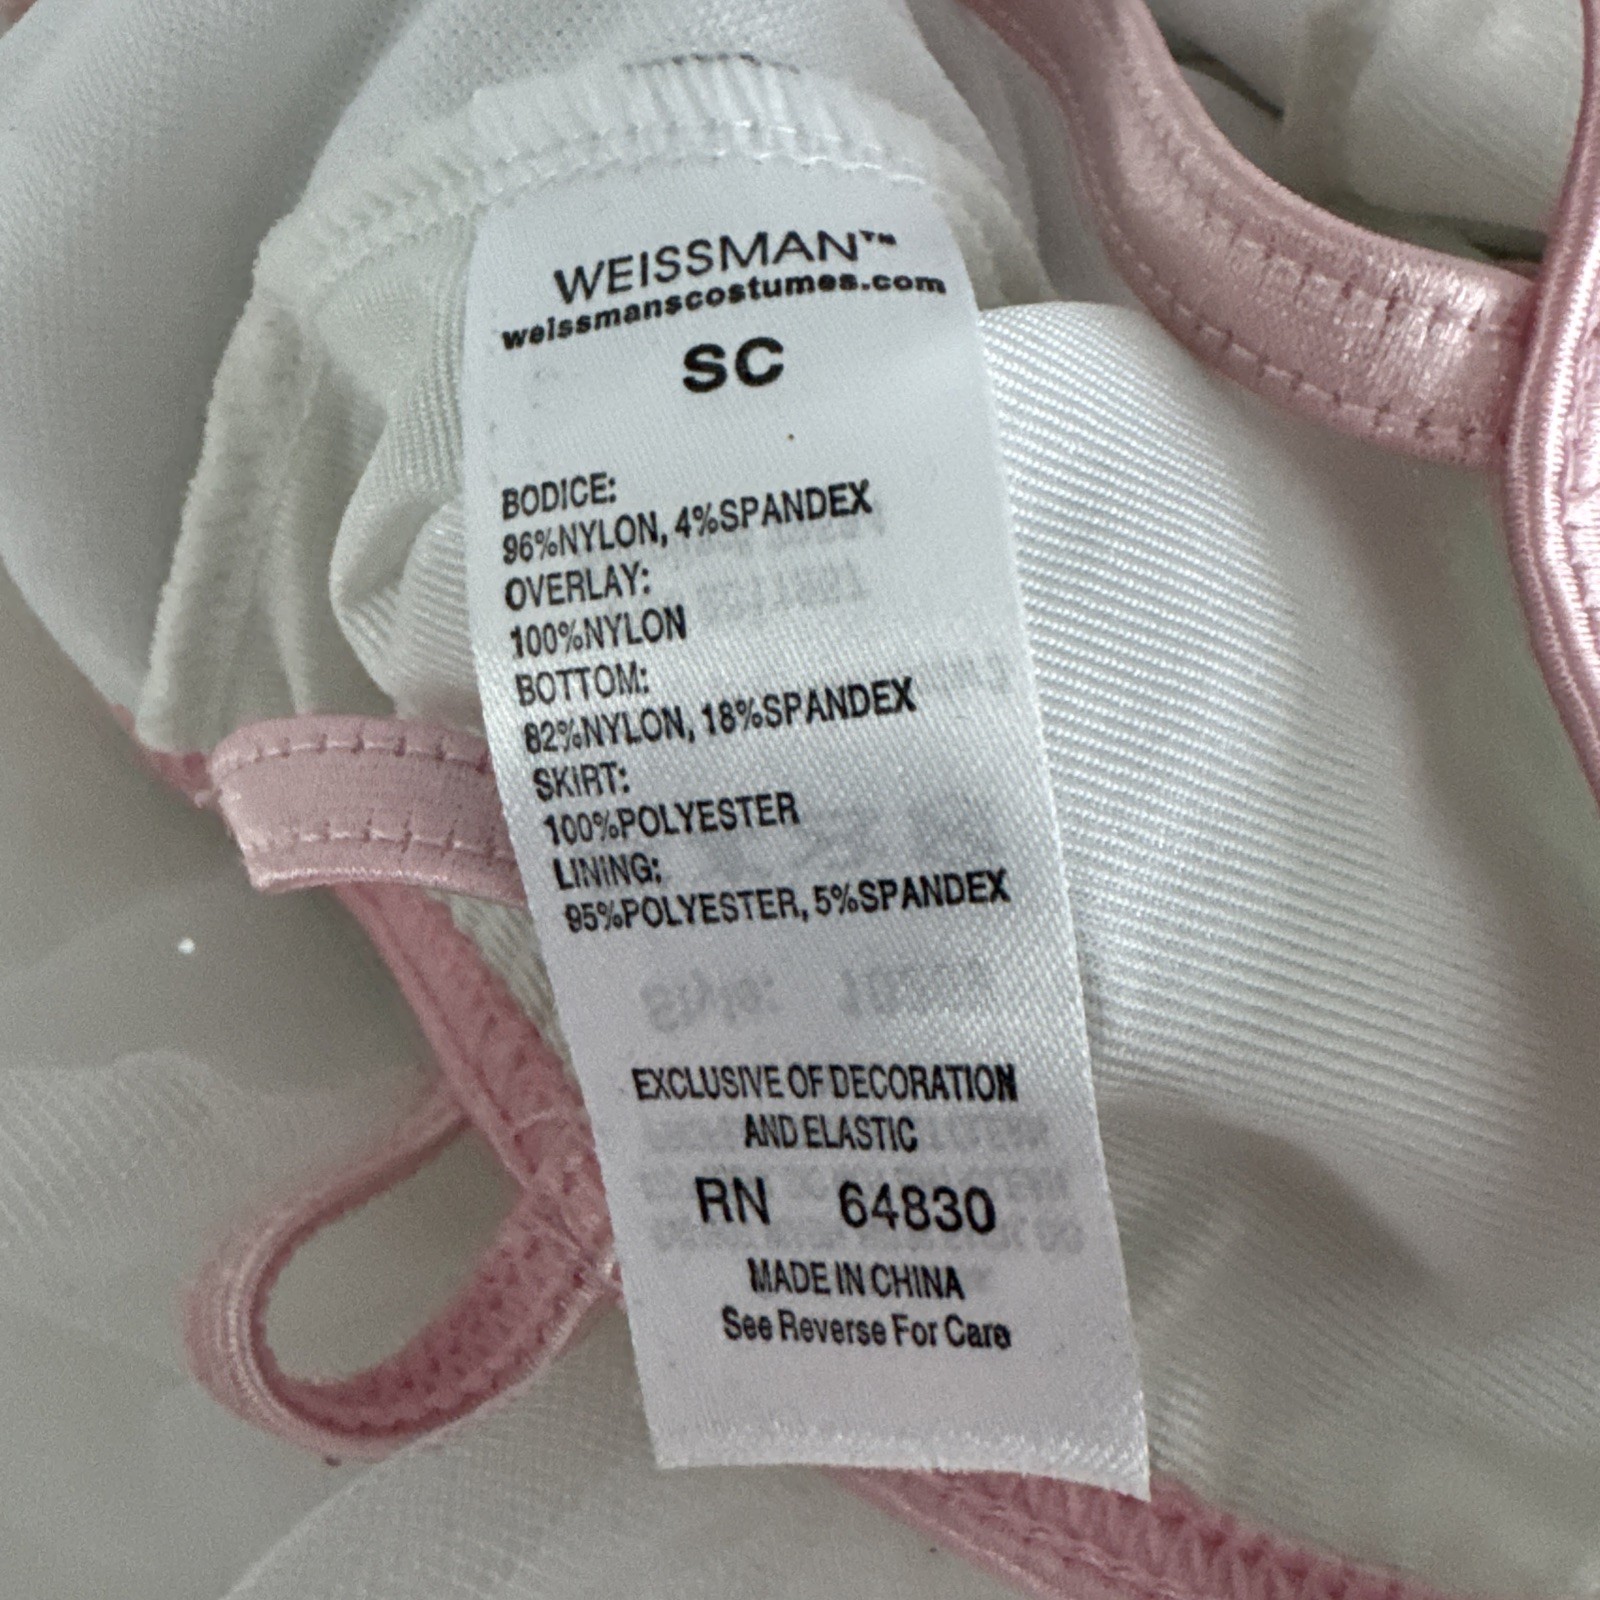 WEISSMAN™
weissmanscostumes.com
SC
BODICE:
96%NYLON, 4%SPANDEX
OVERLAY:
100%NYLON
BOTTOM:
82%NYLON, 18%SPANDEX
SKIRT:
100%POLYESTER
LINING:
95%POLYESTER, 5%SPANDEX
EXCLUSIVE OF DECORATION
AND ELASTIC
RN 64830
MADE IN CHINA
See Reverse For Care